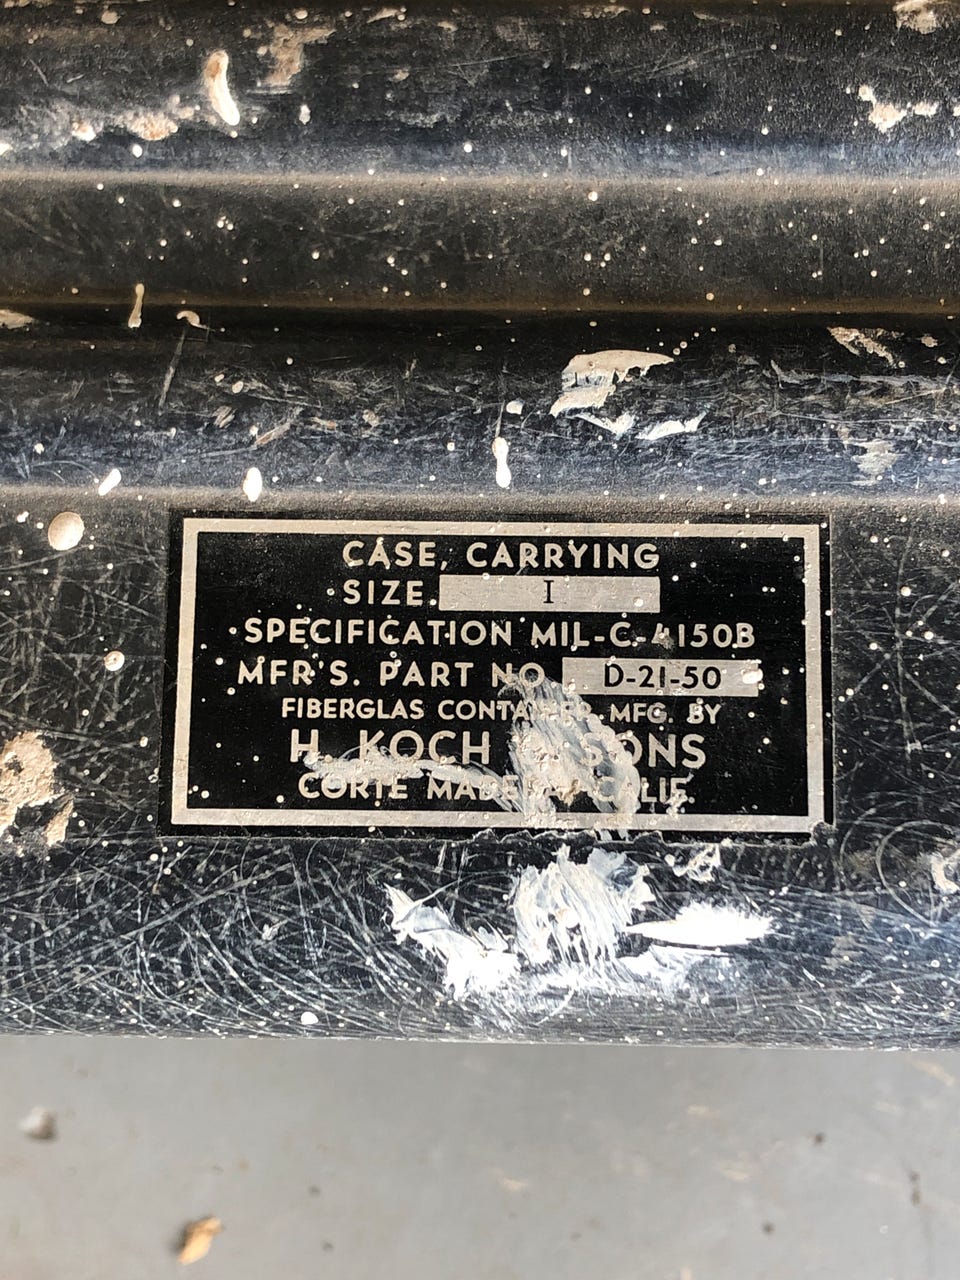 CASE, CARRYING
SIZE. I
SPECIFICATION MIL-C-4150B
MFR'S. PART NO. D-21-50
FIBERGLAS CONTAINER MFG. BY
H. KOCH & SONS
CORTE MADERA, CALIF.